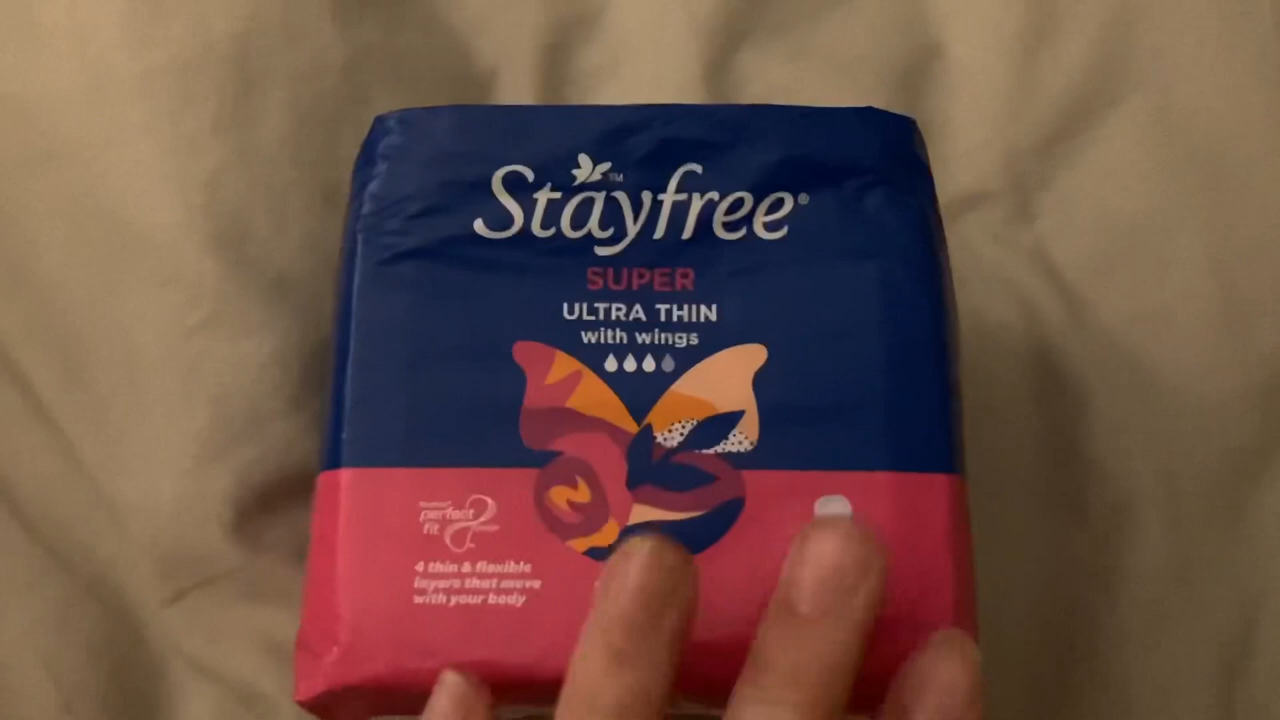 Stayfree®
SUPER
ULTRA THIN
with wings
perfect
fit
4 thin & flexible
layers that move
with your body